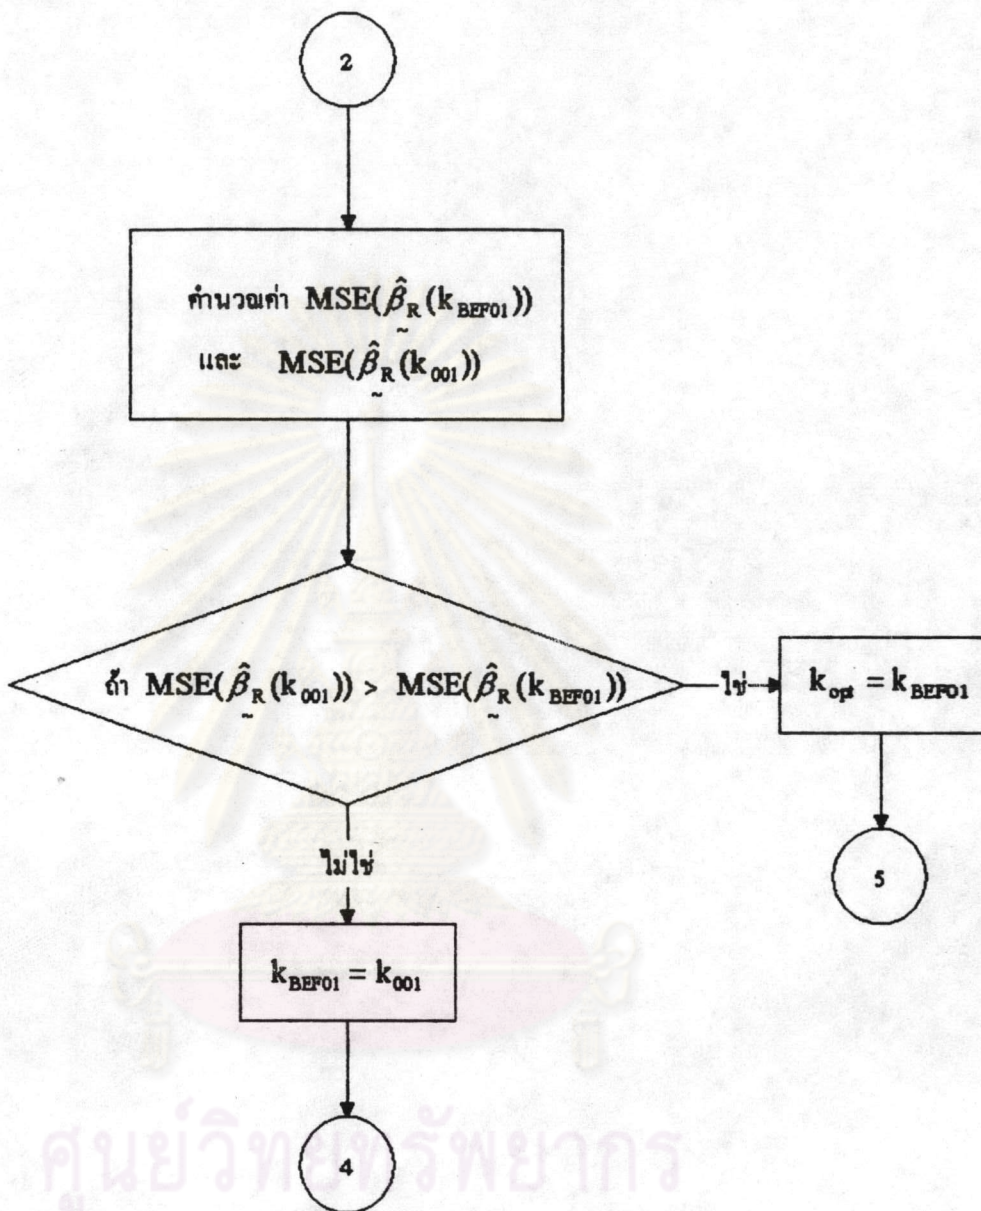 2
คำนวณค่า MSE(β̂_R(k_BEF01))
และ MSE(β̂_R(k_001))
ถ้า MSE(β̂_R(k_001)) > MSE(β̂_R(k_BEF01))
ใช่
k_opt = k_BEF01
5
ไม่ใช่
k_BEF01 = k_001
4
ศูนย์วิทยทรัพยากร